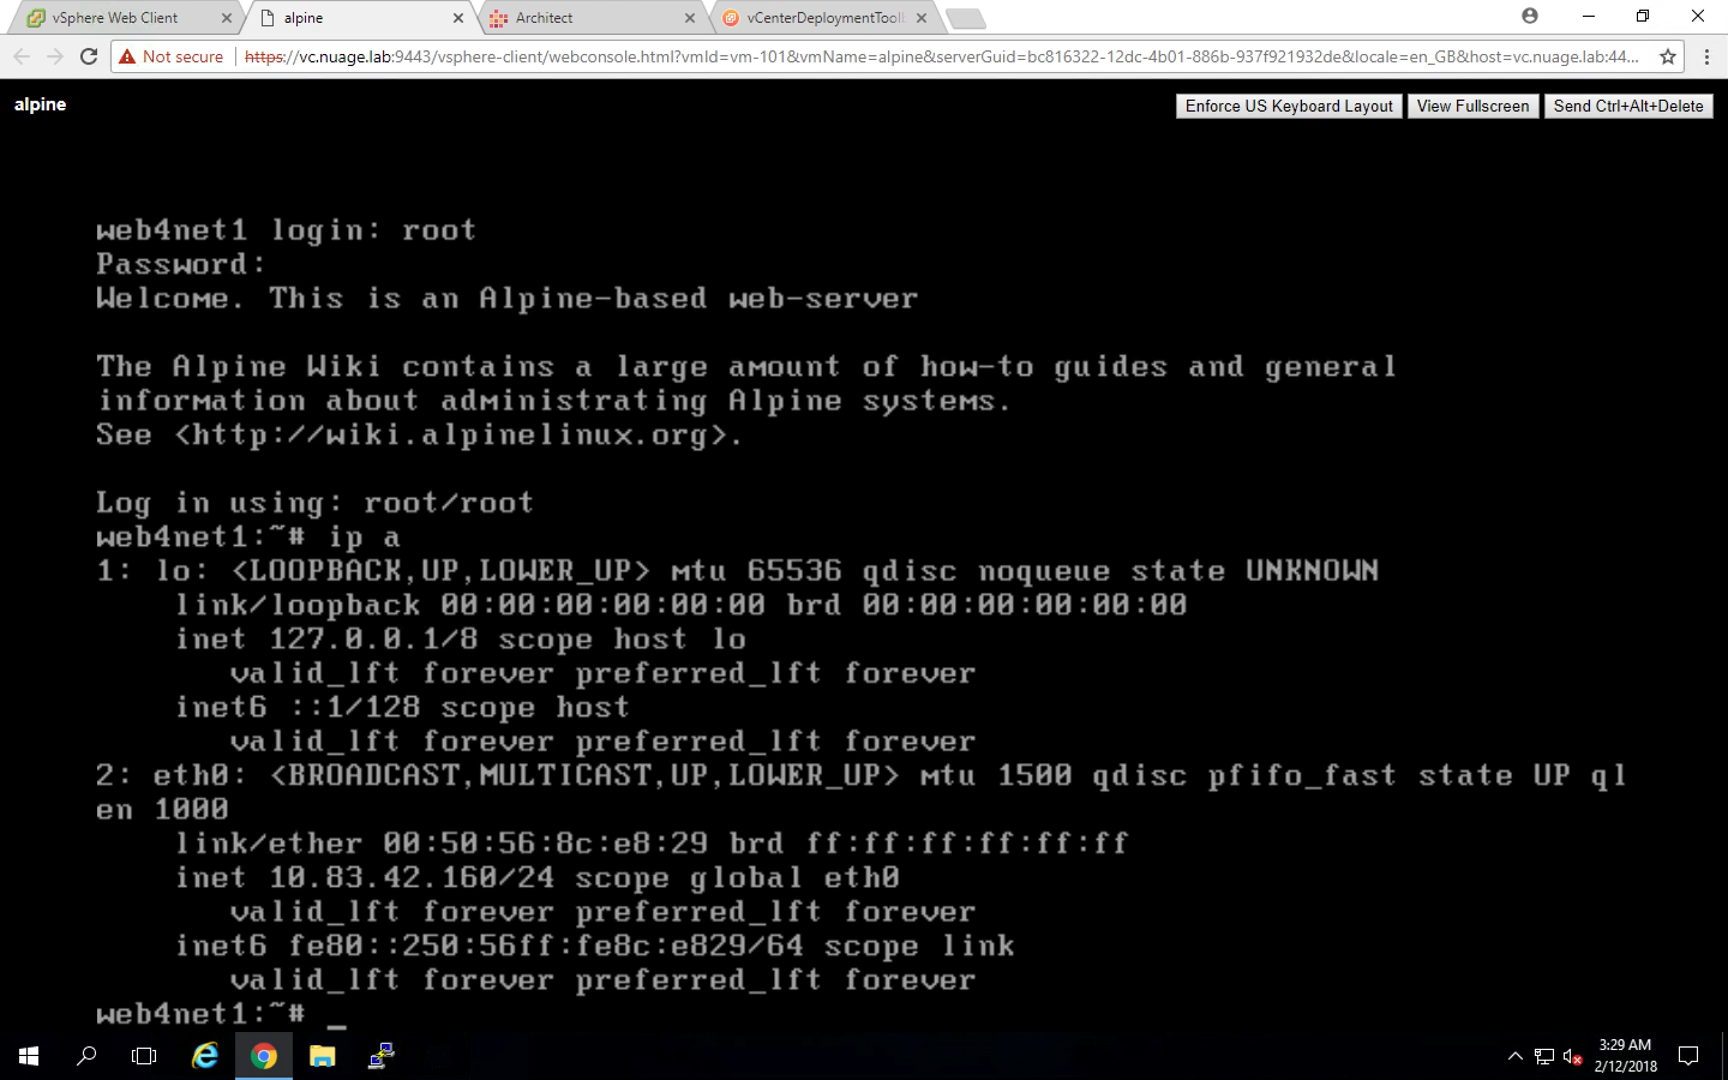 vSphere Web Client
alpine
Architect
vCenterDeploymentToolb
Not secure
https://vc.nuage.lab:9443/vsphere-client/webconsole.html?vmId=vm-101&vmName=alpine&serverGuid=bc816322-12dc-4b01-886b-937f921932de&locale=en_GB&host=vc.nuage.lab:44...
alpine
Enforce US Keyboard Layout
View Fullscreen
Send Ctrl+Alt+Delete
web4net1 login: root
Password:
Welcome. This is an Alpine-based web-server
The Alpine Wiki contains a large amount of how-to guides and general
information about administrating Alpine systems.
See <http://wiki.alpinelinux.org>.
Log in using: root/root
web4net1:~# ip a
1: lo: <LOOPBACK,UP,LOWER_UP> mtu 65536 qdisc noqueue state UNKNOWN
link/loopback 00:00:00:00:00:00 brd 00:00:00:00:00:00
inet 127.0.0.1/8 scope host lo
valid_lft forever preferred_lft forever
inet6 ::1/128 scope host
valid_lft forever preferred_lft forever
2: eth0: <BROADCAST,MULTICAST,UP,LOWER_UP> mtu 1500 qdisc pfifo_fast state UP ql
en 1000
link/ether 00:50:56:8c:e8:29 brd ff:ff:ff:ff:ff:ff
inet 10.83.42.160/24 scope global eth0
valid_lft forever preferred_lft forever
inet6 fe80::250:56ff:fe8c:e829/64 scope link
valid_lft forever preferred_lft forever
web4net1:~# _
3:29 AM
2/12/2018